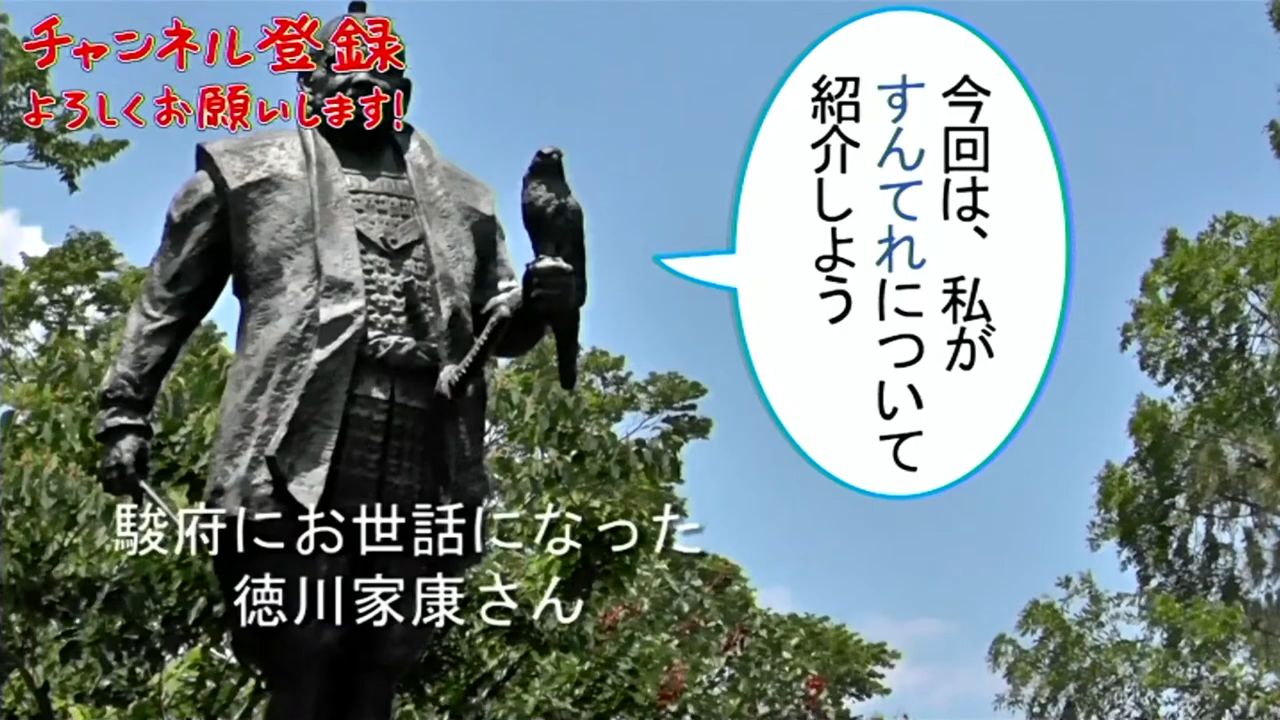 チャンネル登録
よろしくお願いします!
今回は、私が
すんてれについて
紹介しよう
駿府にお世話になった
徳川家康さん